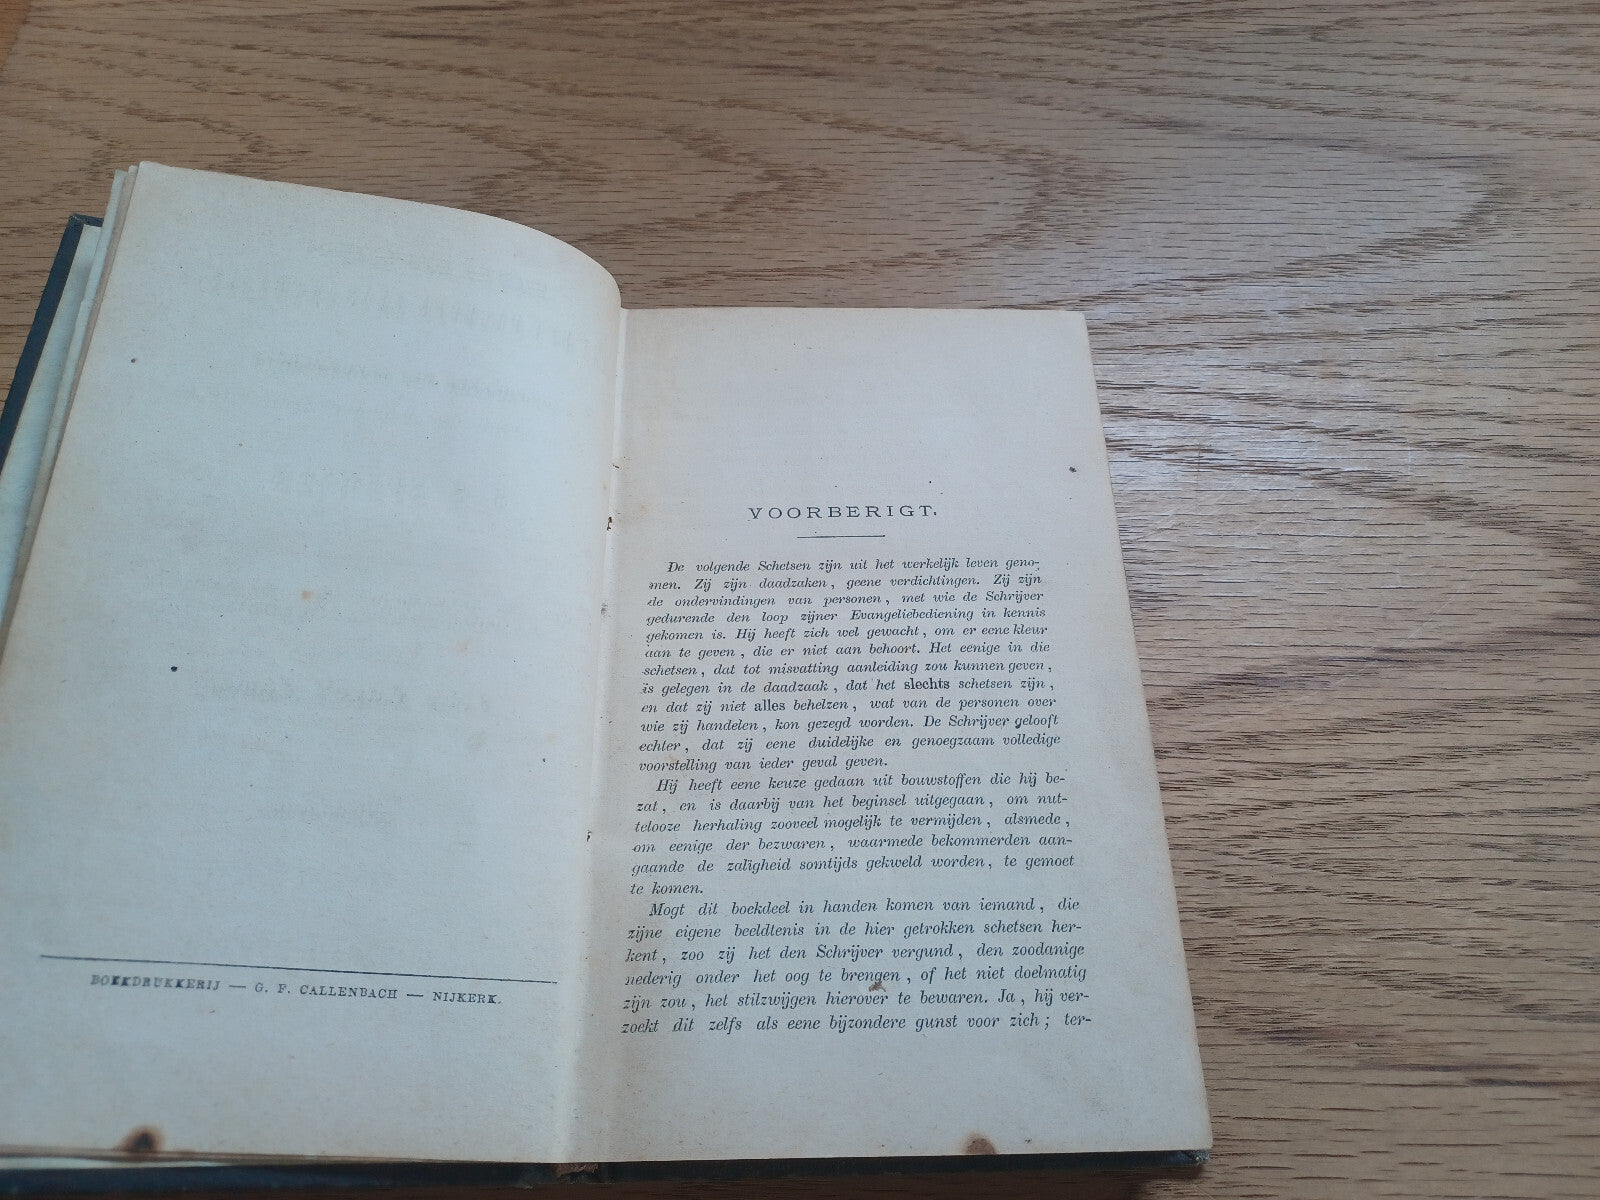 BOEKDRUKKERIJ — G. F. CALLENBACH — NIJKERK.
VOORBERIGT.
De volgende Schetsen zijn uit het werkelijk leven geno-
men. Zij zijn daadzaken, geene verdichtingen. Zij zijn
de ondervindingen van personen, met wie de Schrijver
gedurende den loop zijner Evangeliebediening in kennis
gekomen is. Hij heeft zich wel gewacht, om er eene kleur
aan te geven, die er niet aan behoort. Het eenige in die
schetsen, dat tot misvatting aanleiding zou kunnen geven,
is gelegen in de daadzaak, dat het slechts schetsen zijn,
en dat zij niet alles behelzen, wat van de personen over
wie zij handelen, kon gezegd worden. De Schrijver gelooft
echter, dat zij eene duidelijke en genoegzaam volledige
voorstelling van ieder geval geven.
Hij heeft eene keuze gedaan uit bouwstoffen die hij be-
zat, en is daarbij van het beginsel uitgegaan, om nut-
telooze herhaling zooveel mogelijk te vermijden, alsmede,
om eenige der bezwaren, waarmede bekommerden aan-
gaande de zaligheid somtijds gekweld worden, te gemoet
te komen.
Mogt dit boekdeel in handen komen van iemand, die
zijne eigene beeldtenis in de hier getrokken schetsen her-
kent, zoo zij het den Schrijver vergund, den zoodanige
nederig onder het oog te brengen, of het niet doelmatig
zijn zou, het stilzwijgen hierover te bewaren. Ja, hij ver-
zoekt dit zelfs als eene bijzondere gunst voor zich; ter-